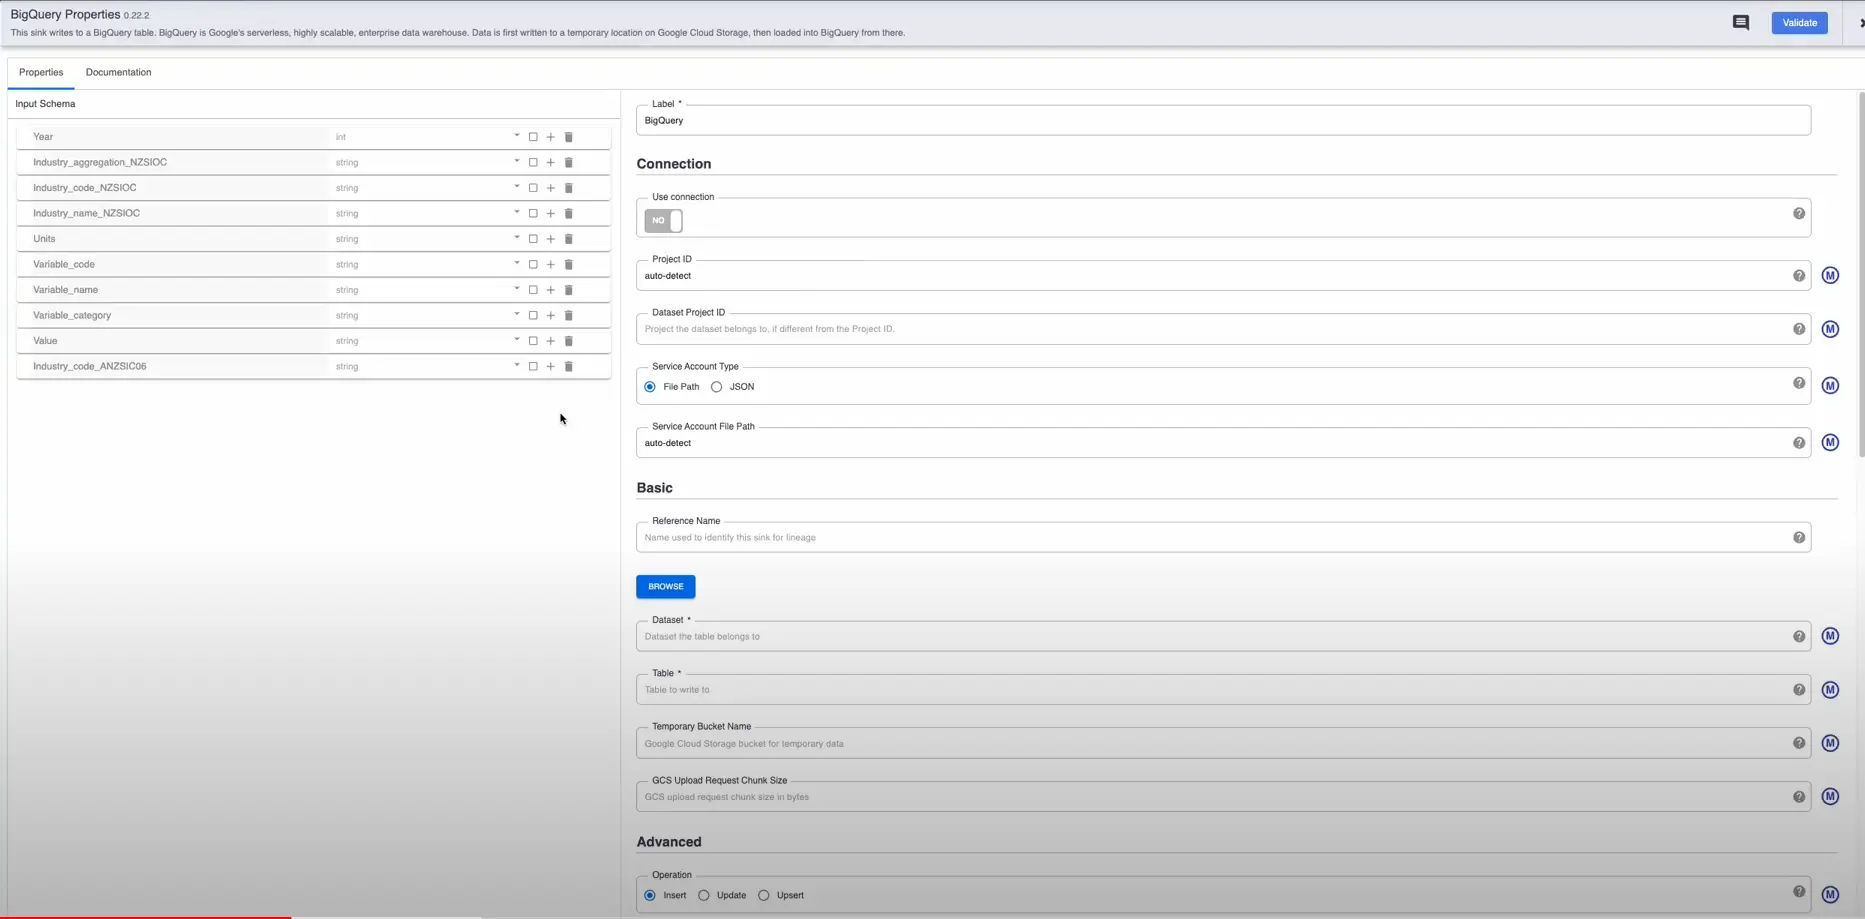 BigQuery Properties 0.22.2
This sink writes to a BigQuery table. BigQuery is Google's serverless, highly scalable, enterprise data warehouse. Data is first written to a temporary location on Google Cloud Storage, then loaded into BigQuery from there.
Validate
Properties Documentation
Input Schema
Year int
Industry_aggregation_NZSIOC string
Industry_code_NZSIOC string
Industry_name_NZSIOC string
Units string
Variable_code string
Variable_name string
Variable_category string
Value string
Industry_code_ANZSIC06 string
Label *
BigQuery
Connection
Use connection
NO
Project ID
auto-detect
M
Dataset Project ID
Project the dataset belongs to, if different from the Project ID.
M
Service Account Type
File Path JSON
M
Service Account File Path
auto-detect
M
Basic
Reference Name
Name used to identify this sink for lineage
BROWSE
Dataset *
Dataset the table belongs to
M
Table *
Table to write to
M
Temporary Bucket Name
Google Cloud Storage bucket for temporary data
M
GCS Upload Request Chunk Size
GCS upload request chunk size in bytes
M
Advanced
Operation
Insert Update Upsert
M